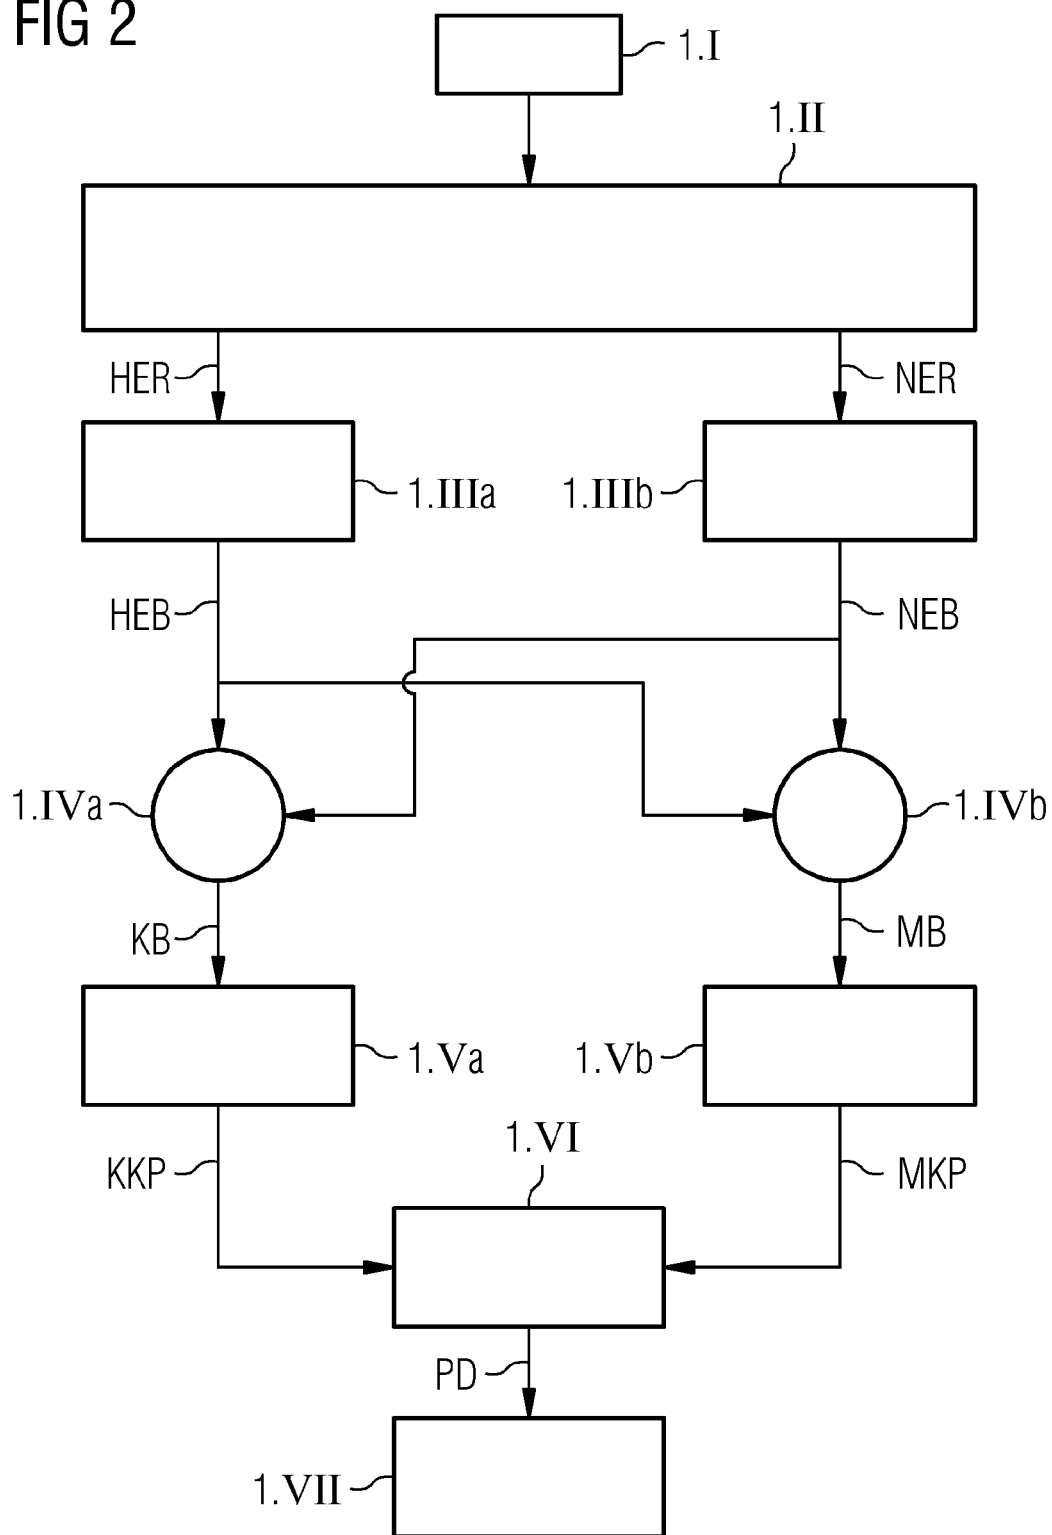 FIG 2
1.I
1.II
HER
NER
1.IIIa
1.IIIb
HEB
NEB
1.IVa
1.IVb
KB
MB
1.Va
1.Vb
1.VI
KKP
MKP
PD
1.VII